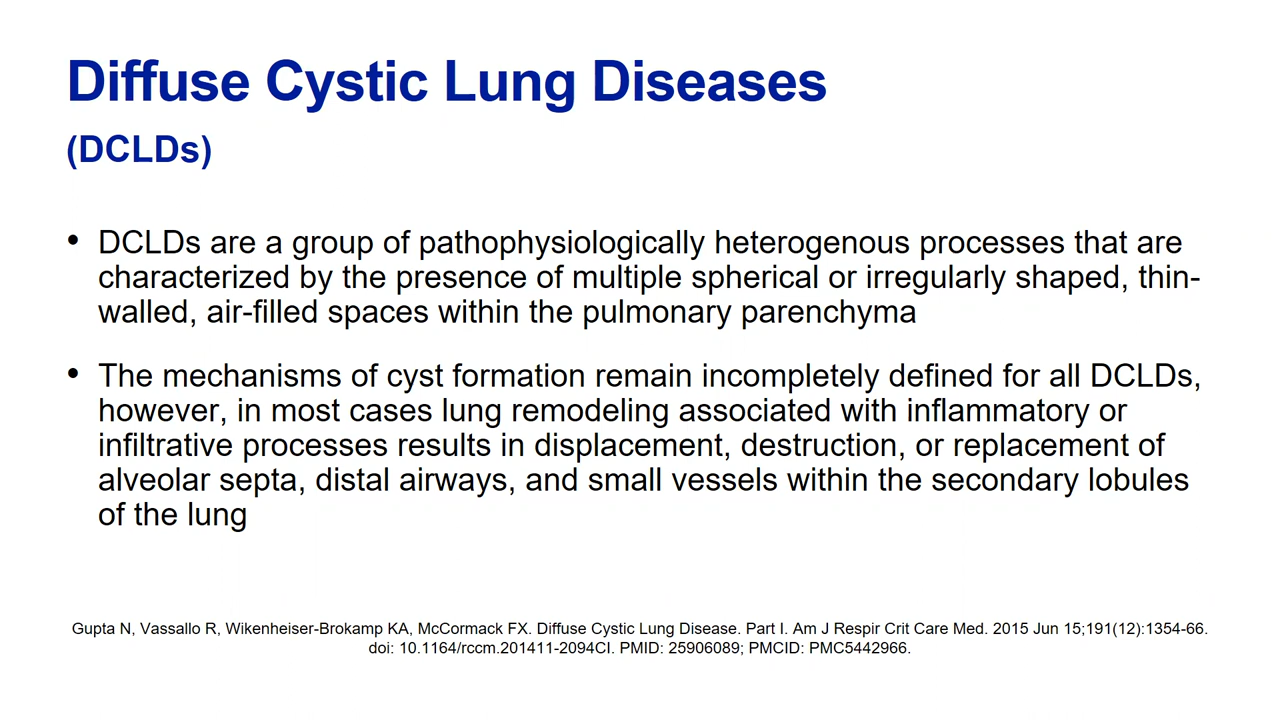 Diffuse Cystic Lung Diseases
(DCLDs)
• DCLDs are a group of pathophysiologically heterogenous processes that are
characterized by the presence of multiple spherical or irregularly shaped, thin-
walled, air-filled spaces within the pulmonary parenchyma
• The mechanisms of cyst formation remain incompletely defined for all DCLDs,
however, in most cases lung remodeling associated with inflammatory or
infiltrative processes results in displacement, destruction, or replacement of
alveolar septa, distal airways, and small vessels within the secondary lobules
of the lung
Gupta N, Vassallo R, Wikenheiser-Brokamp KA, McCormack FX. Diffuse Cystic Lung Disease. Part I. Am J Respir Crit Care Med. 2015 Jun 15;191(12):1354-66.
doi: 10.1164/rccm.201411-2094CI. PMID: 25906089; PMCID: PMC5442966.